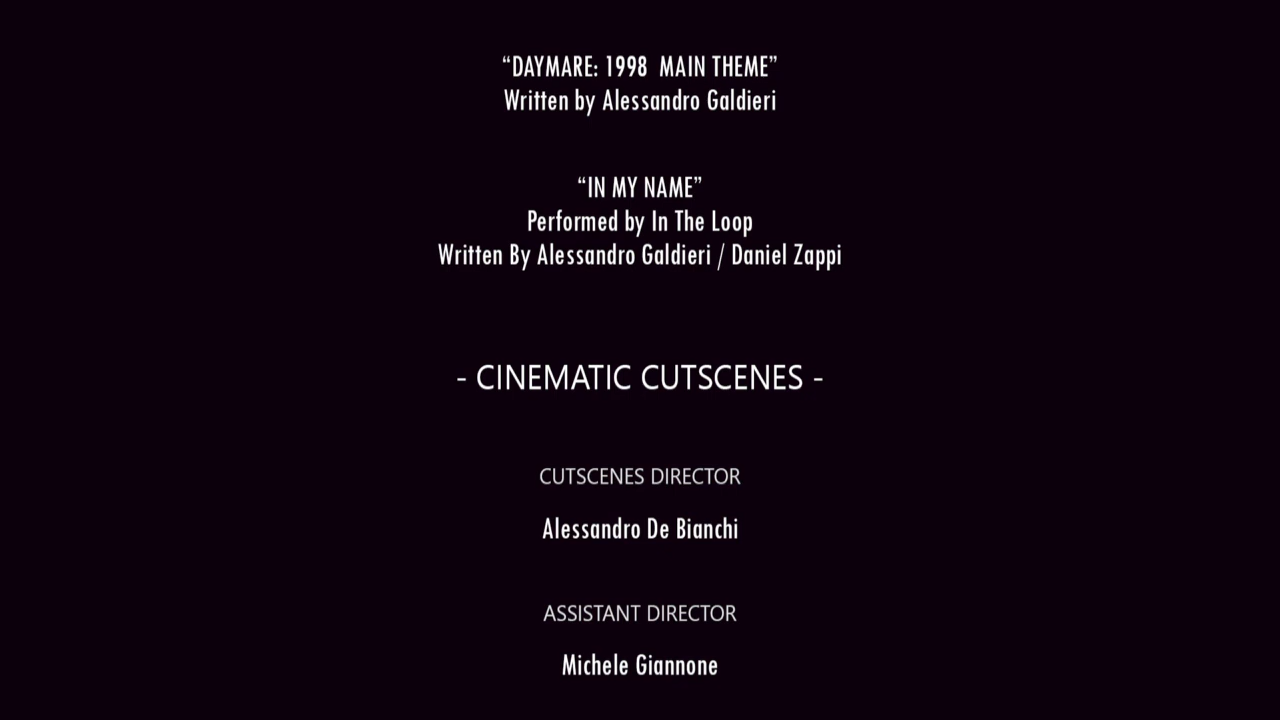 “DAYMARE: 1998 MAIN THEME”
Written by Alessandro Galdieri
“IN MY NAME”
Performed by In The Loop
Written By Alessandro Galdieri / Daniel Zappi
- CINEMATIC CUTSCENES -
CUTSCENES DIRECTOR
Alessandro De Bianchi
ASSISTANT DIRECTOR
Michele Giannone